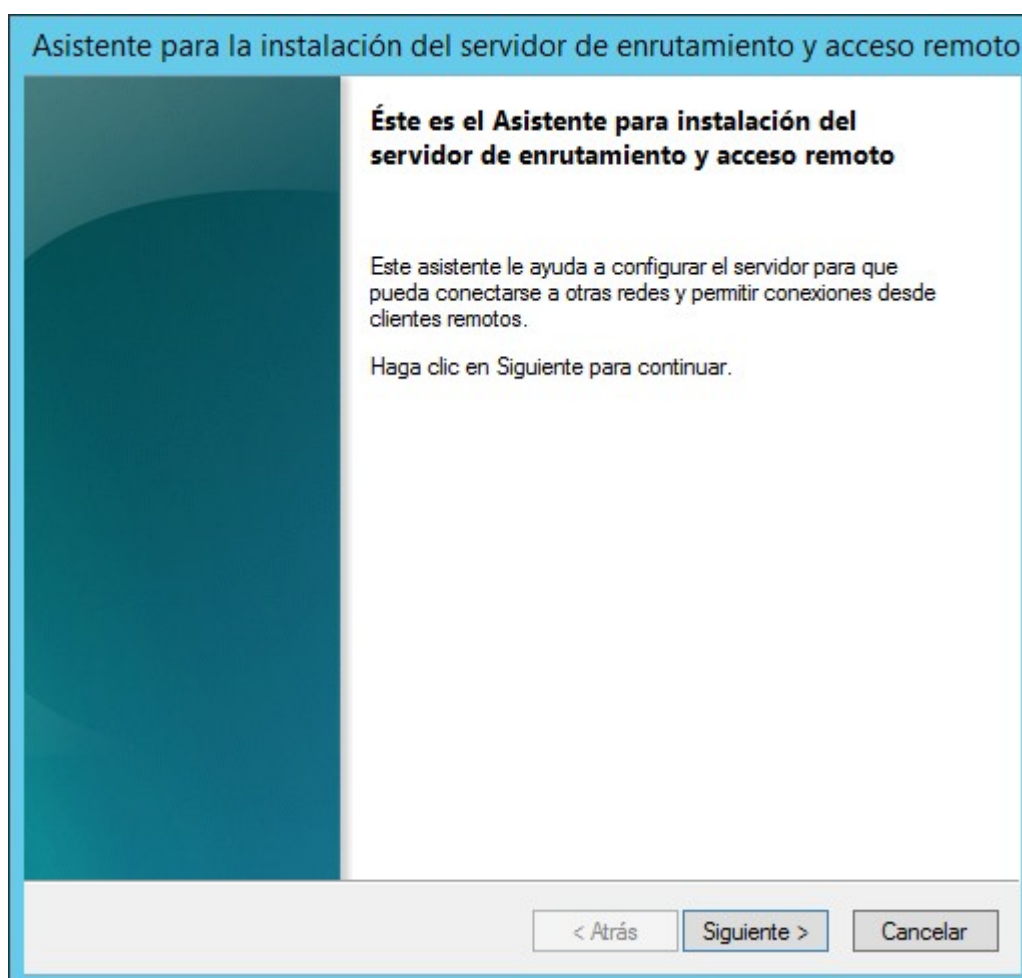 Asistente para la instalación del servidor de enrutamiento y acceso remoto
Éste es el Asistente para instalación del
servidor de enrutamiento y acceso remoto
Este asistente le ayuda a configurar el servidor para que
pueda conectarse a otras redes y permitir conexiones desde
clientes remotos.
Haga clic en Siguiente para continuar.
< Atrás
Siguiente >
Cancelar